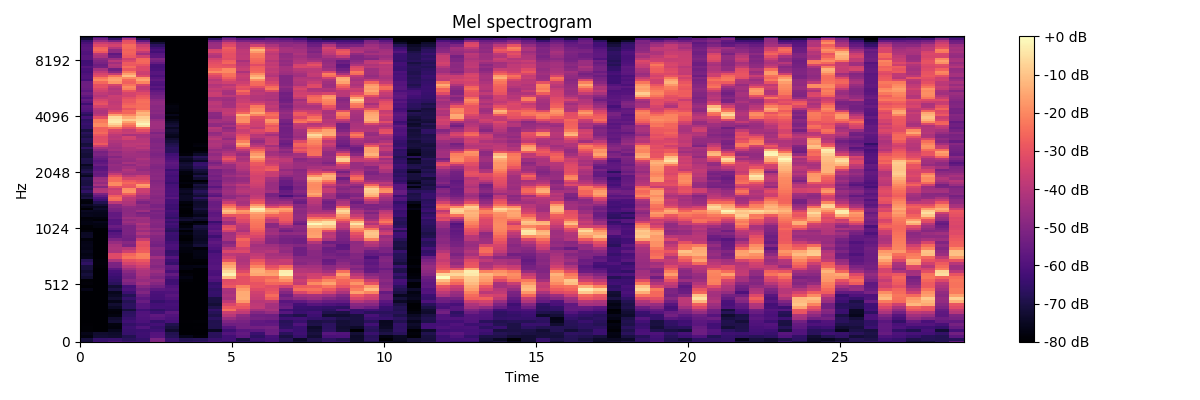 Mel spectrogram
Hz
8192
4096
2048
1024
512
0
0 5 10 15 20 25
Time
+0 dB
-10 dB
-20 dB
-30 dB
-40 dB
-50 dB
-60 dB
-70 dB
-80 dB